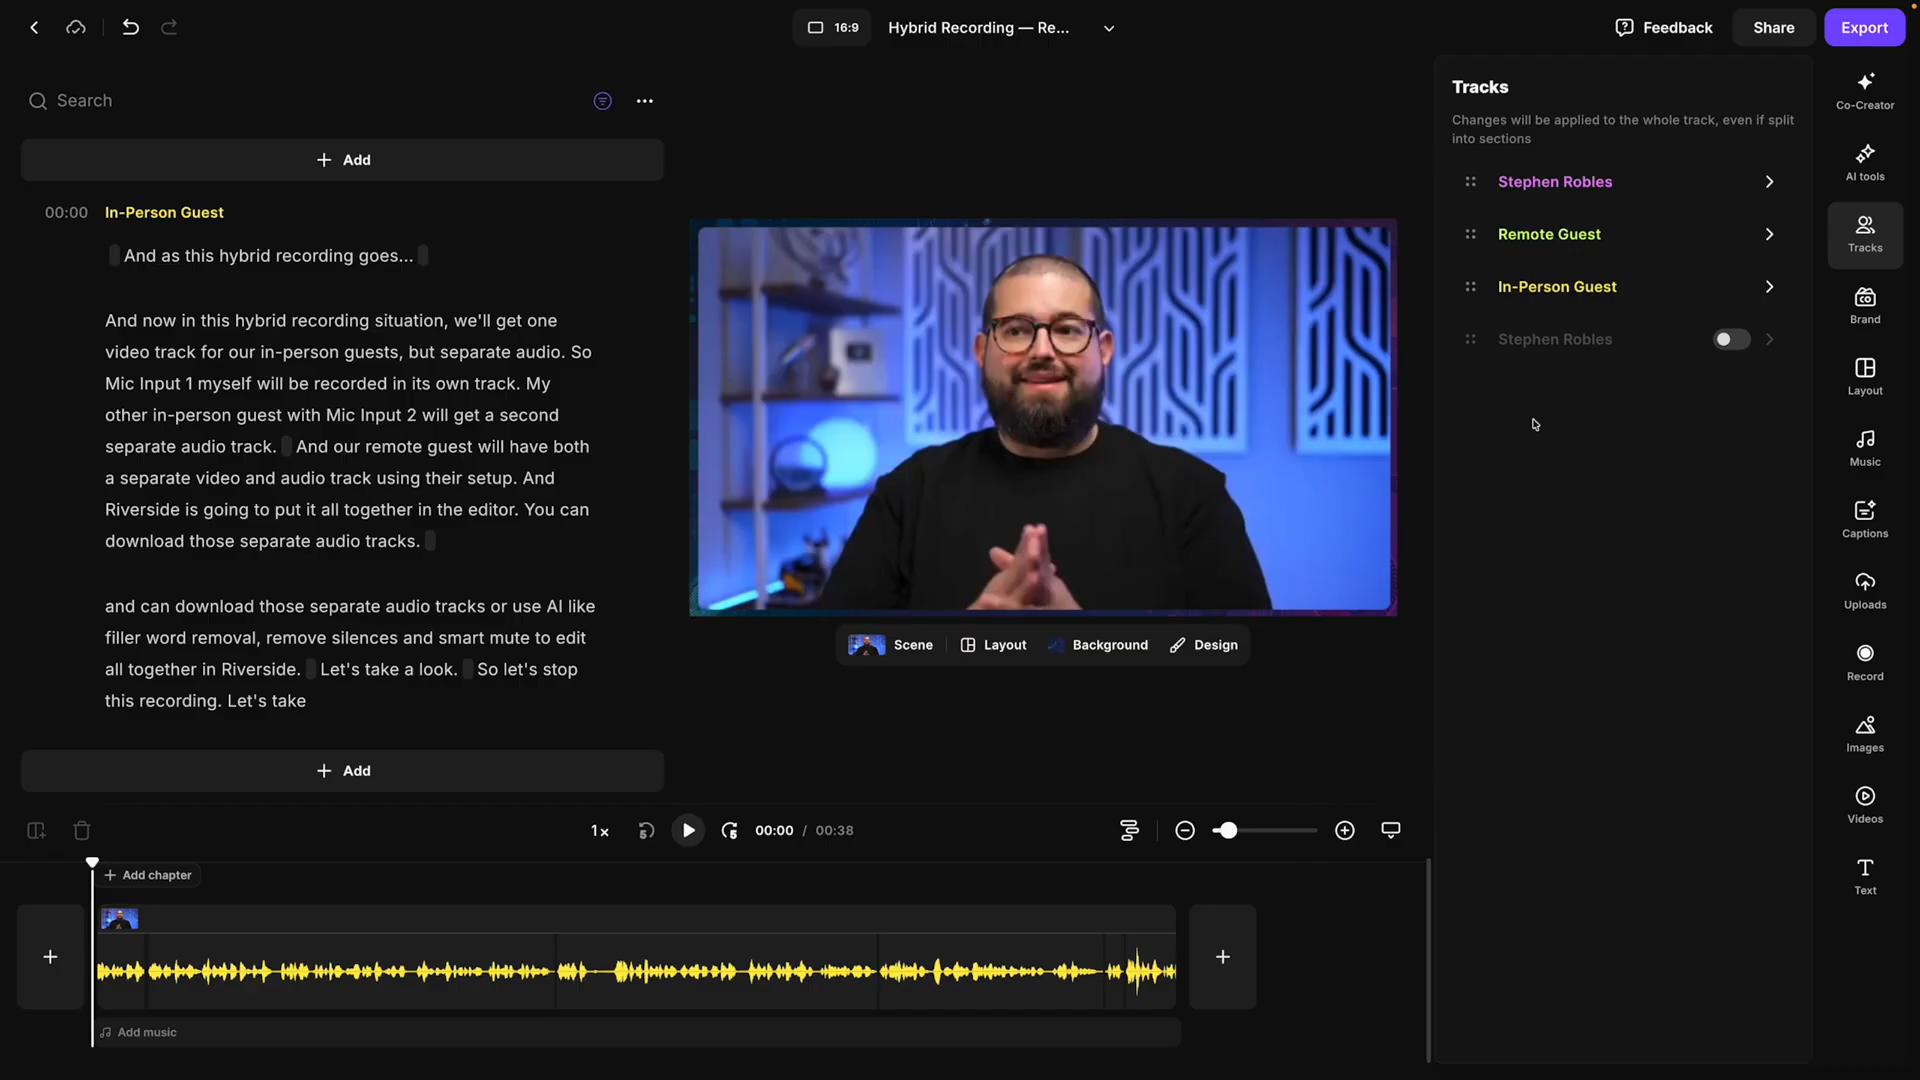 16:9
Hybrid Recording — Re...
Feedback
Share
Export
Search
Add
00:00 In-Person Guest
And as this hybrid recording goes...
And now in this hybrid recording situation, we'll get one
video track for our in-person guests, but separate audio. So
Mic Input 1 myself will be recorded in its own track. My
other in-person guest with Mic Input 2 will get a second
separate audio track. And our remote guest will have both
a separate video and audio track using their setup. And
Riverside is going to put it all together in the editor. You can
download those separate audio tracks.
and can download those separate audio tracks or use AI like
filler word removal, remove silences and smart mute to edit
all together in Riverside. Let's take a look. So let's stop
this recording. Let's take
Add
Scene
Layout
Background
Design
Tracks
Changes will be applied to the whole track, even if split
into sections
Stephen Robles
Remote Guest
In-Person Guest
Stephen Robles
Co-Creator
AI tools
Tracks
Brand
Layout
Music
Captions
Uploads
Record
Images
Videos
Text
1x
5
5
00:00 / 00:38
Add chapter
Add music